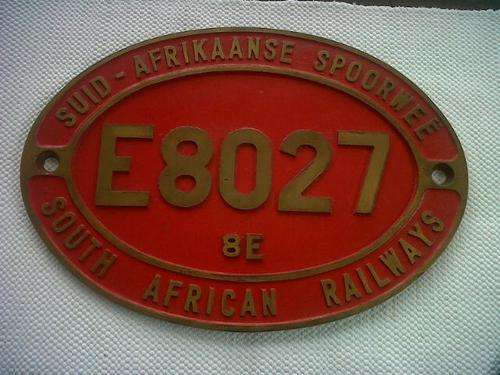 SUID-AFRIKAANSE SPOORWEE
E8027
8E
SOUTH AFRICAN RAILWAYS